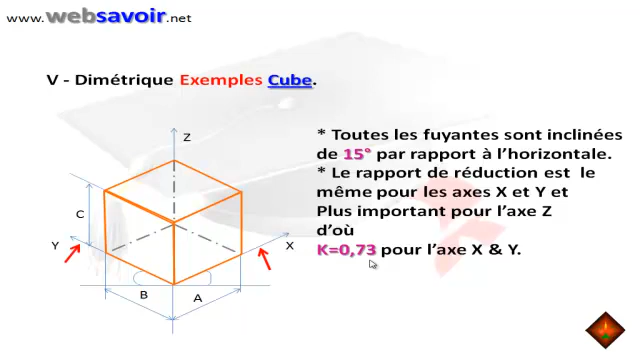 www.websavoir.net
V - Dimétrique Exemples Cube.
* Toutes les fuyantes sont inclinées
de 15° par rapport à l'horizontale.
* Le rapport de réduction est le
même pour les axes X et Y et
Plus important pour l'axe Z
d'où
K=0,73 pour l'axe X & Y.
Z
C
Y
X
B
A